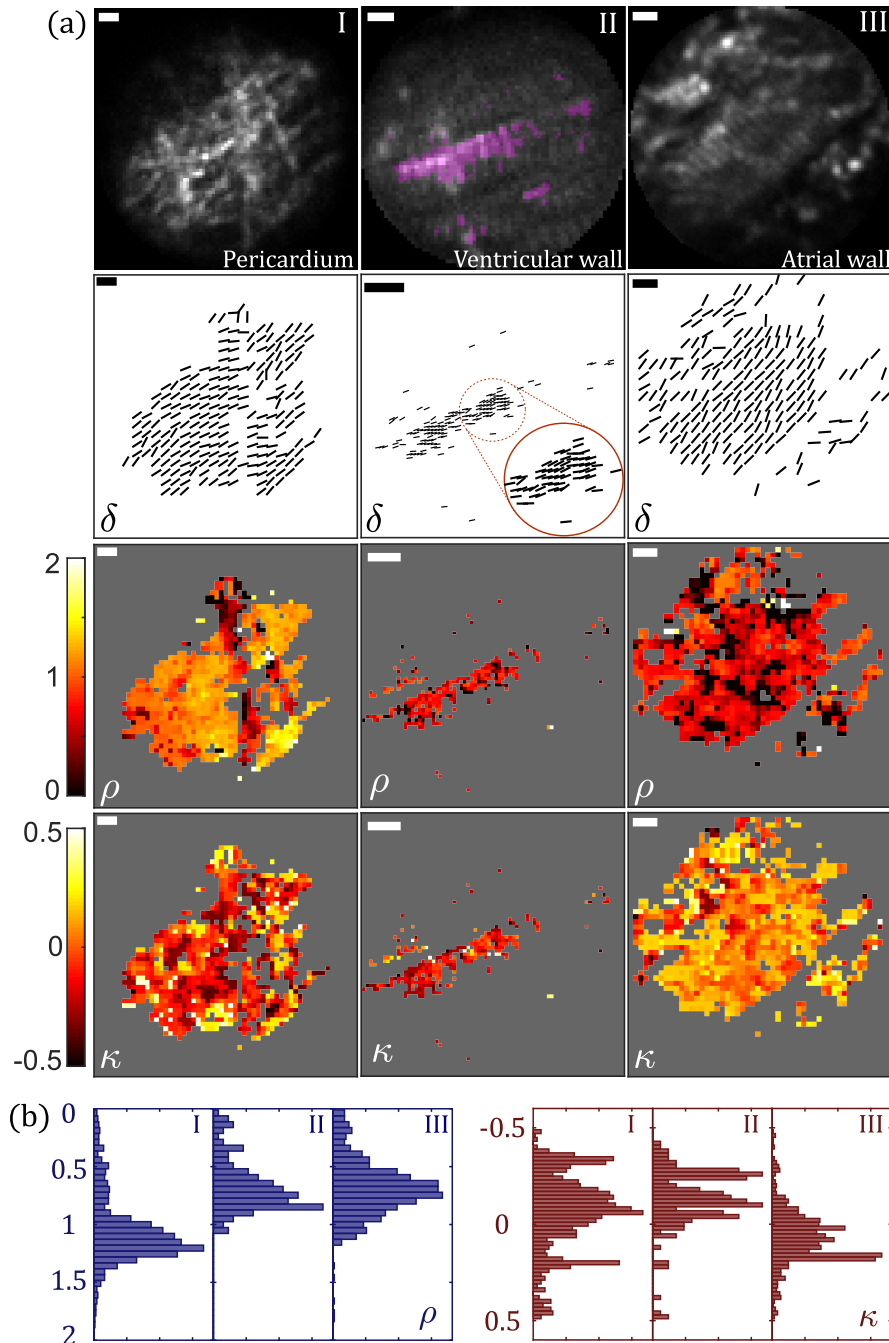 (a)
I
II
III
Pericardium
Ventricular wall
Atrial wall
δ
δ
δ
2
1
0
ρ
ρ
ρ
0.5
0
-0.5
κ
κ
κ
(b)
0
0.5
1
1.5
2
I
II
III
ρ
-0.5
0
0.5
I
II
III
κ